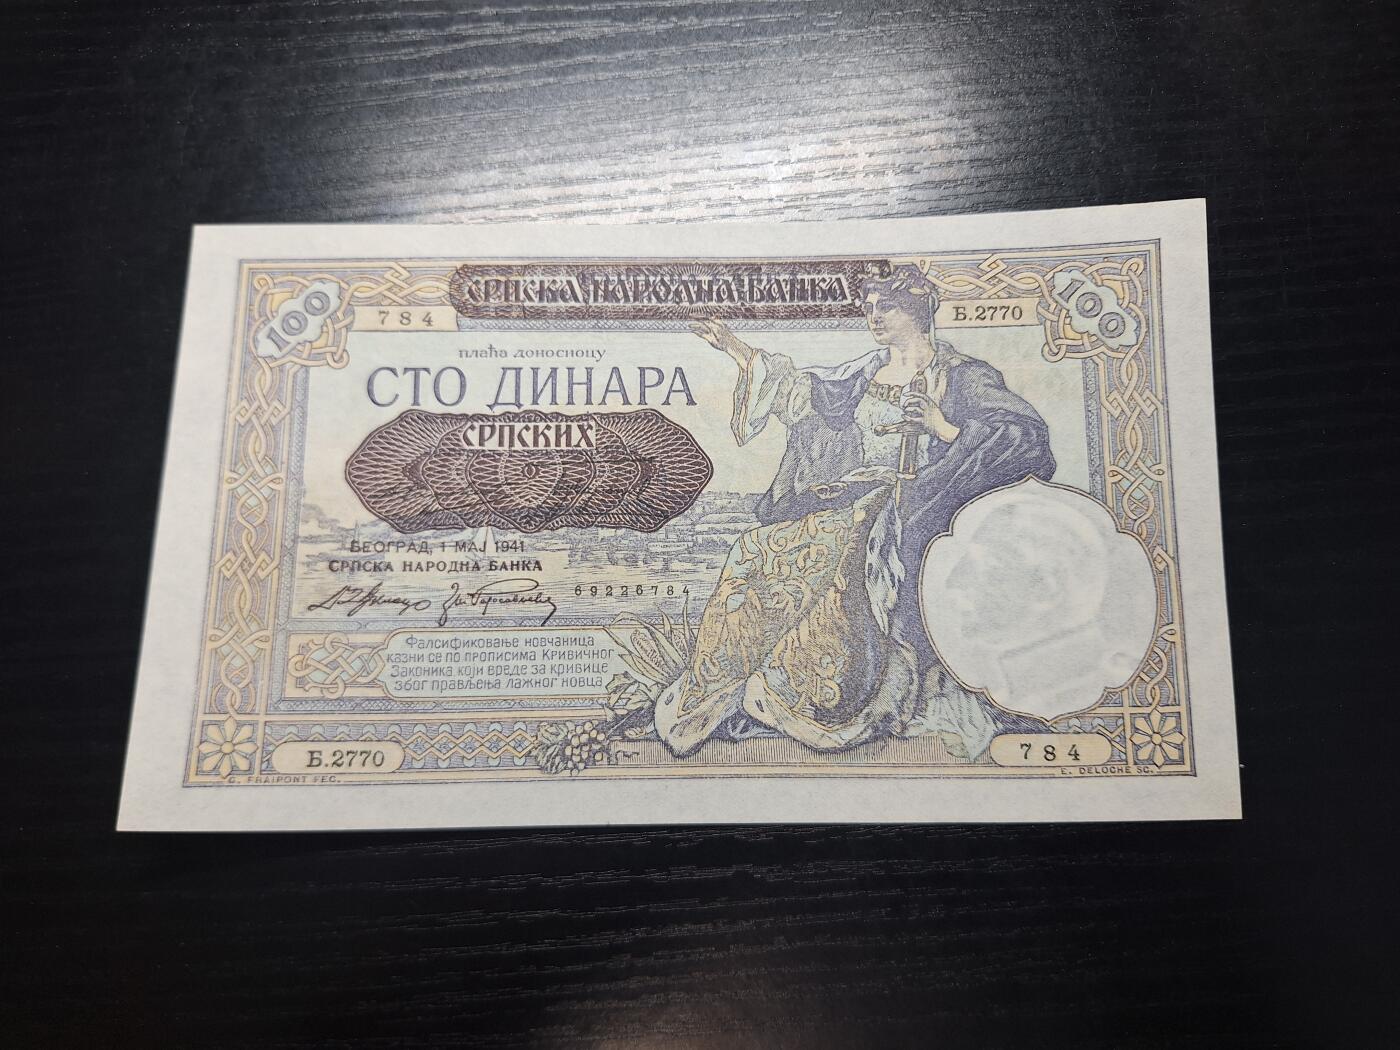 СРПСКА НАРОДНА БАНКА
100
784
Б.2770
100
плаћа доносиоцу
СТО ДИНАРА
СРПСКИХ
БЕОГРАД, 1 МАЈ 1941
СРПСКА НАРОДНА БАНКА
69226784
Фалсификовање новчаница
казни се по прописима Кривичног
Законика који вреде за кривице
због прављења лажног новца
Б.2770
784
C. FRAIPONT FEC.
E. DELOCHE SC.